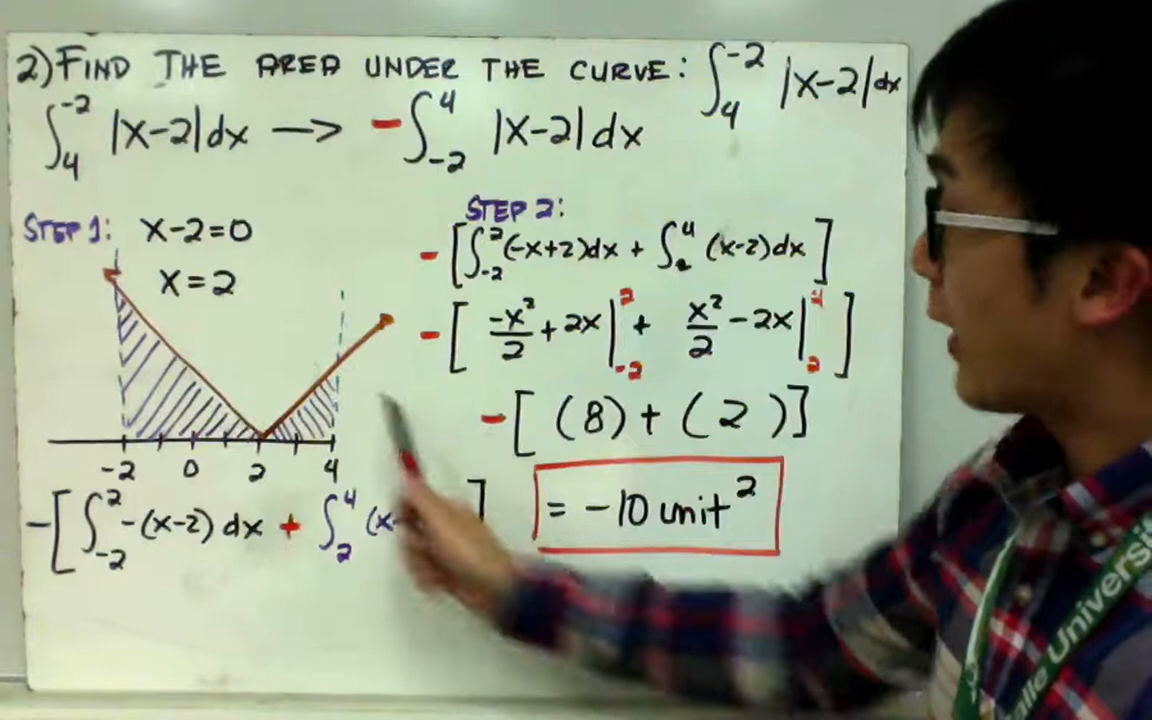 2) FIND THE AREA UNDER THE CURVE: ∫₄⁻² |x-2|dx
∫₄⁻² |x-2|dx → -∫₋₂⁴ |x-2|dx
STEP 1: x-2=0
x=2
-2 0 2 4
-[∫₋₂² -(x-2) dx + ∫₂⁴ (x- ]
STEP 2:
-[∫₋₂² (-x+2)dx + ∫₂⁴ (x-2)dx]
-[ -x²/2 + 2x |₋₂² + x²/2 - 2x |₂⁴ ]
-[ (8) + ( 2 )]
= -10 unit²
University